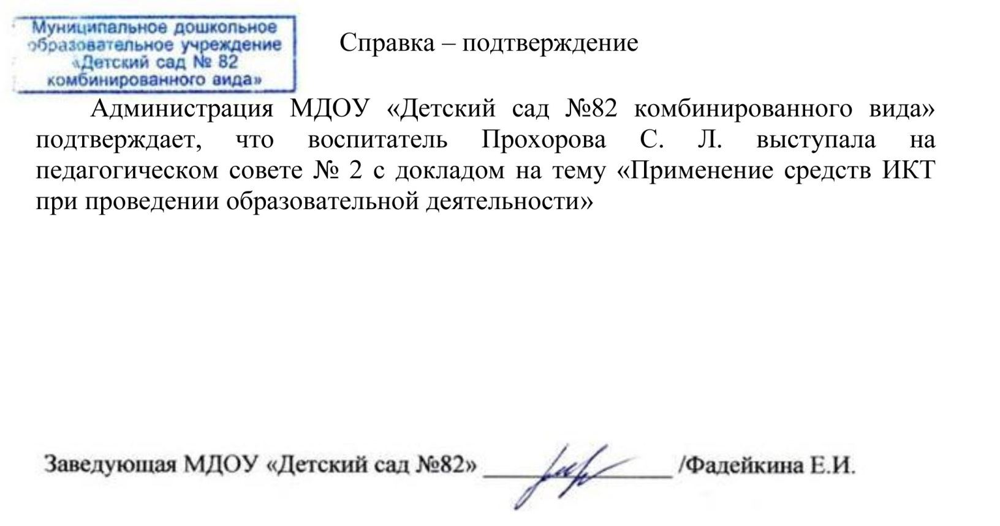 Муниципальное дошкольное
образовательное учреждение
«Детский сад № 82
комбинированного вида»
Справка – подтверждение
Администрация МДОУ «Детский сад №82 комбинированного вида»
подтверждает, что воспитатель Прохорова С. Л. выступала на
педагогическом совете № 2 с докладом на тему «Применение средств ИКТ
при проведении образовательной деятельности»
Заведующая МДОУ «Детский сад №82» /Фадейкина Е.И.